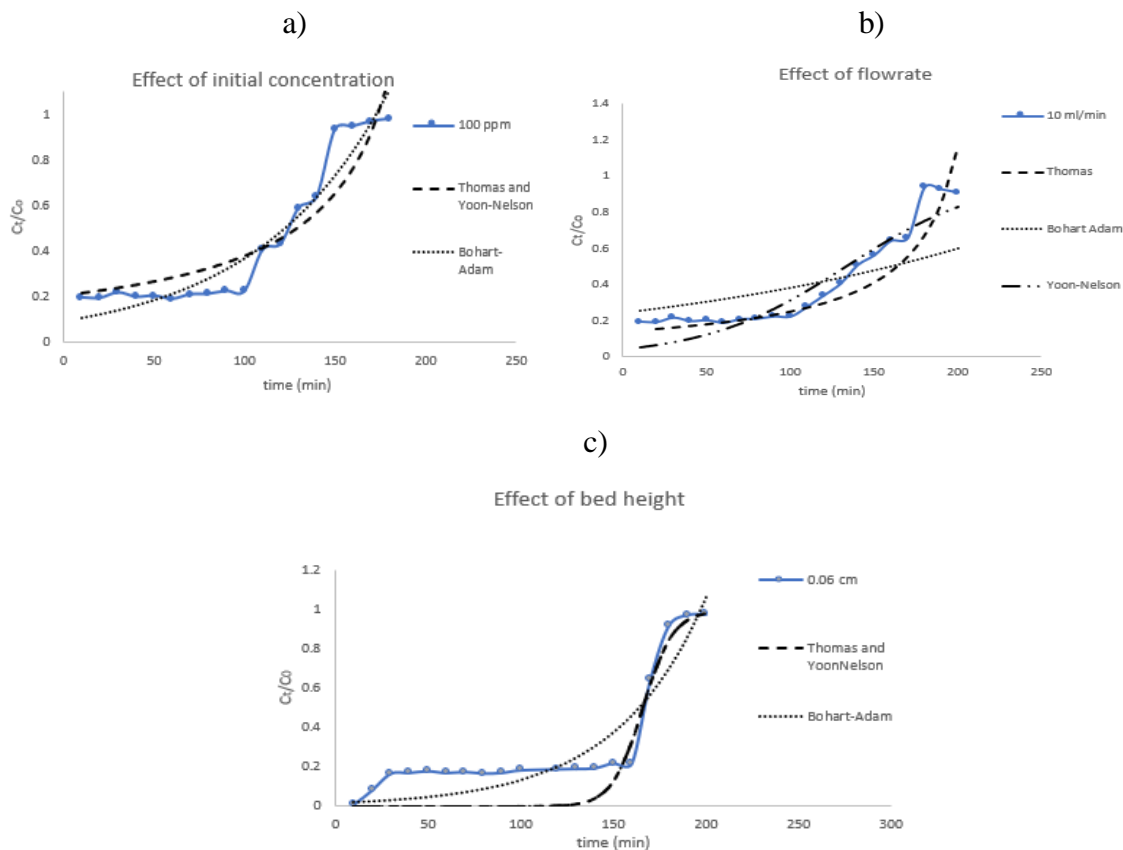 a)
b)
Effect of initial concentration
1
0.8
0.6
0.4
0.2
0
Ct/C0
0
50
100
150
200
250
time (min)
100 ppm
Thomas and
Yoon-Nelson
Bohart-
Adam
Effect of flowrate
1.4
1.2
1
0.8
0.6
0.4
0.2
0
Ct/C0
0
50
100
150
200
250
time (min)
10 ml/min
Thomas
Bohart Adam
Yoon-Nelson
c)
Effect of bed height
1.2
1
0.8
0.6
0.4
0.2
0
Ct/C0
0
50
100
150
200
250
300
time (min)
0.06 cm
Thomas and
YoonNelson
Bohart-Adam